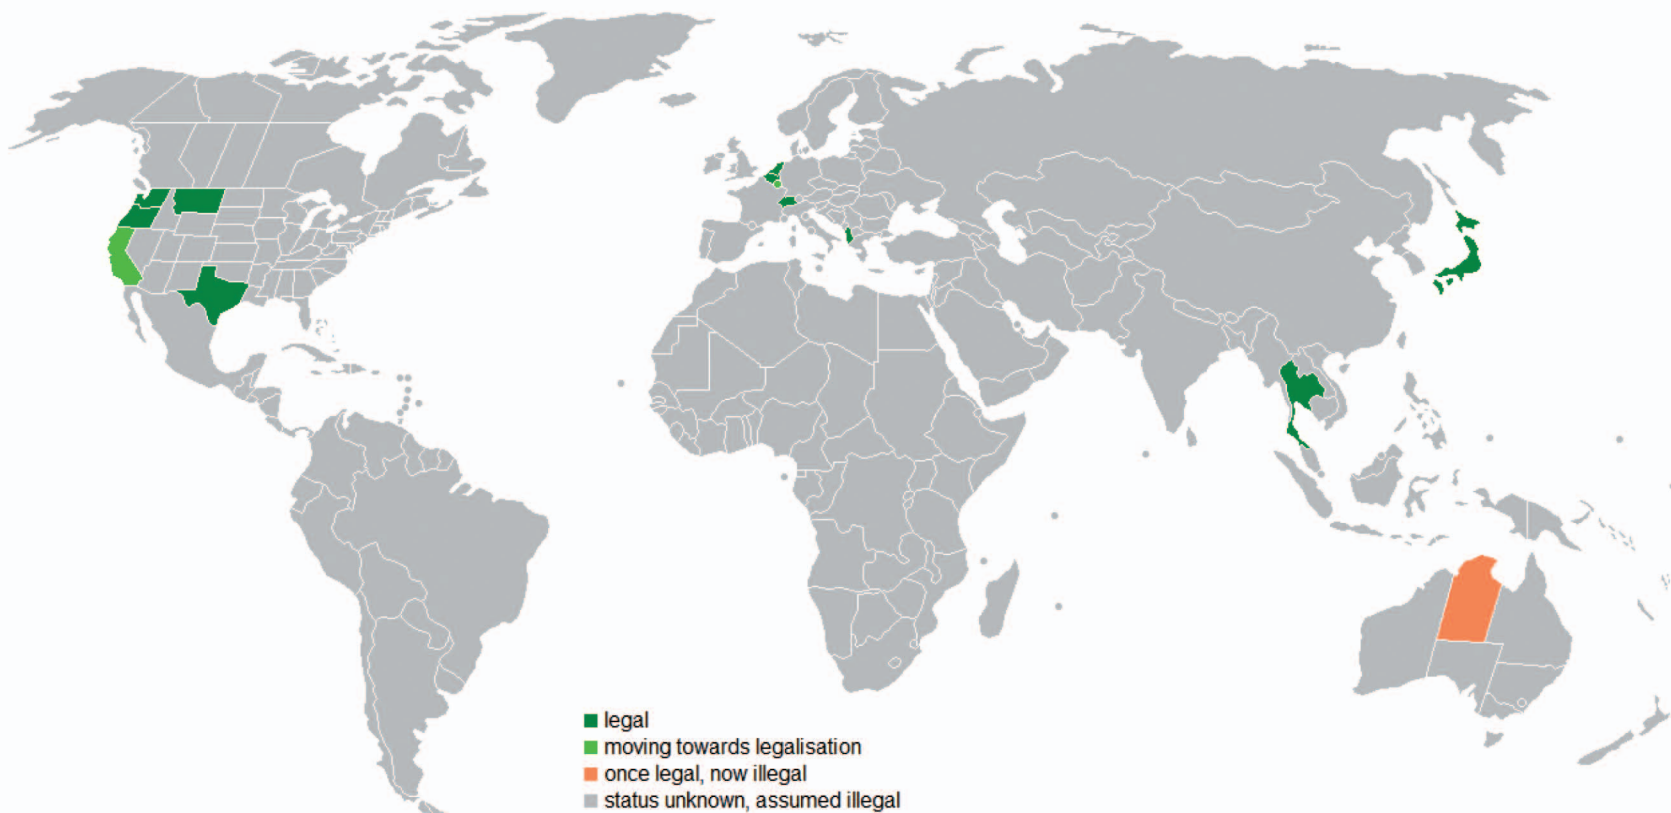 legal
moving towards legalisation
once legal, now illegal
status unknown, assumed illegal